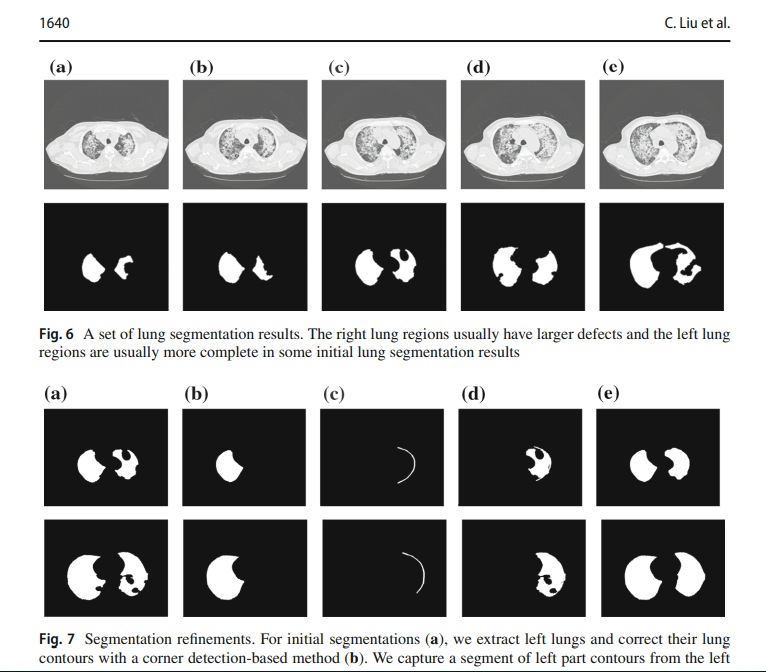 1640
C. Liu et al.
(a) (b) (c) (d) (e)
Fig. 6 A set of lung segmentation results. The right lung regions usually have larger defects and the left lung
regions are usually more complete in some initial lung segmentation results
(a) (b) (c) (d) (e)
Fig. 7 Segmentation refinements. For initial segmentations (a), we extract left lungs and correct their lung
contours with a corner detection-based method (b). We capture a segment of left part contours from the left